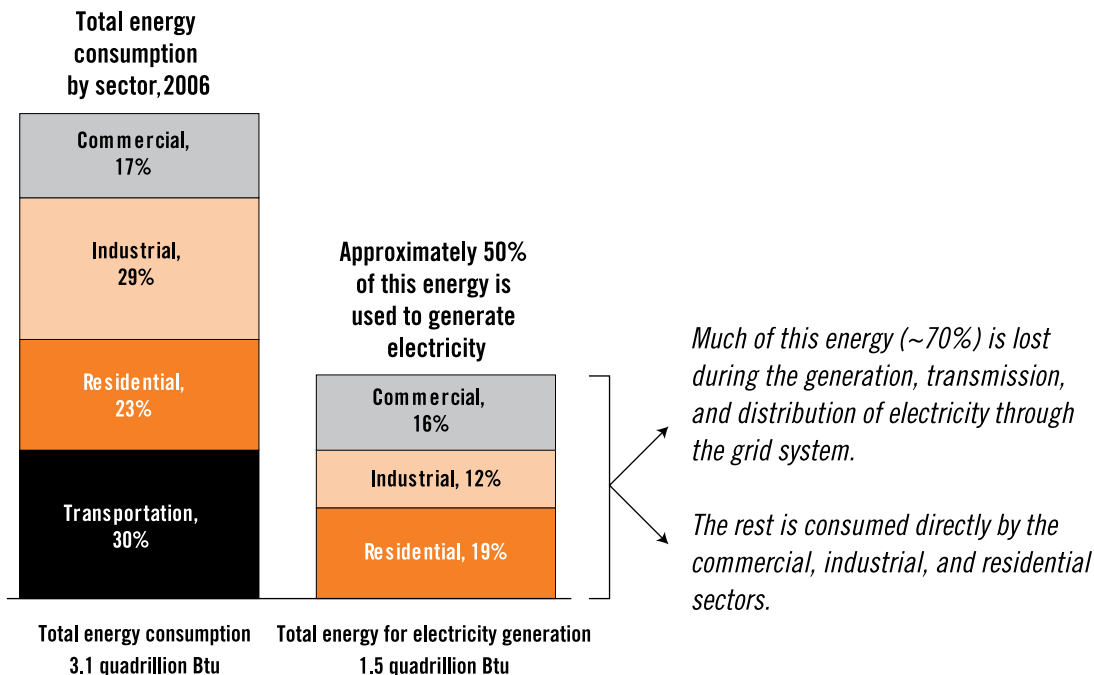 Total energy
consumption
by sector, 2006
Commercial,
17%
Industrial,
29%
Residential,
23%
Transportation,
30%
Total energy consumption
3.1 quadrillion Btu
Approximately 50%
of this energy is
used to generate
electricity
Commercial,
16%
Industrial, 12%
Residential, 19%
Total energy for electricity generation
1.5 quadrillion Btu
Much of this energy (~70%) is lost
during the generation, transmission,
and distribution of electricity through
the grid system.
The rest is consumed directly by the
commercial, industrial, and residential
sectors.